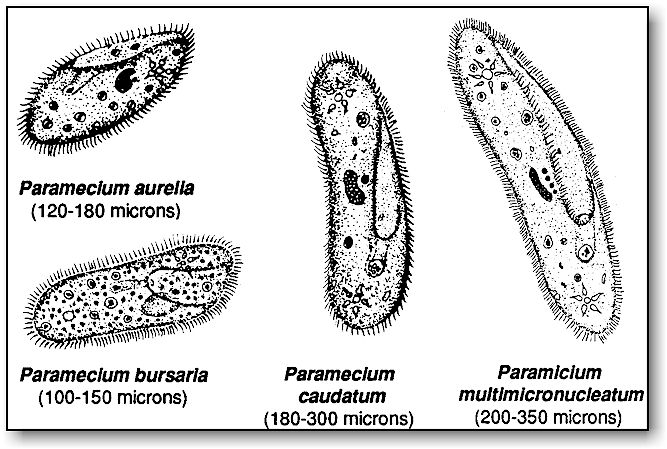 Paramecium aurelia
(120-180 microns)
Paramecium bursaria
(100-150 microns)
Paramecium
caudatum
(180-300 microns)
Paramicium
multimicronucleatum
(200-350 microns)